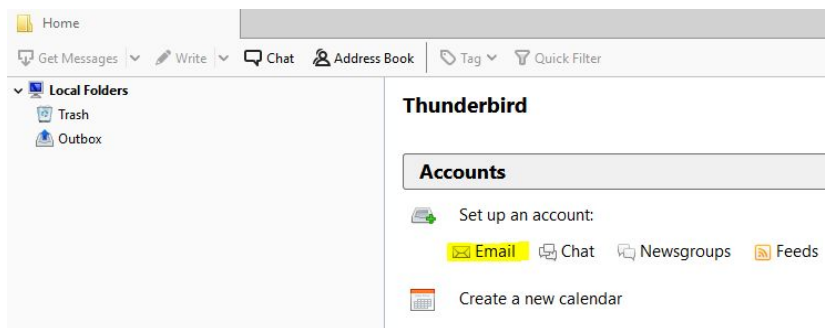 Home
Get Messages Write Chat Address Book Tag Quick Filter
Local Folders
Trash
Outbox
Thunderbird
Accounts
Set up an account:
Email Chat Newsgroups Feeds
Create a new calendar